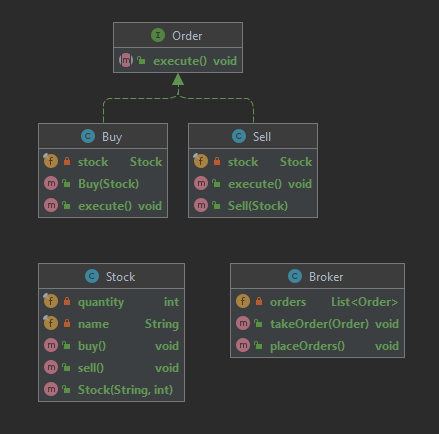 I Order
m execute() void
C Buy
f stock Stock
m Buy(Stock)
m execute() void
C Sell
f stock Stock
m execute() void
m Sell(Stock)
C Stock
f quantity int
f name String
m buy() void
m sell() void
m Stock(String, int)
C Broker
f orders List<Order>
m takeOrder(Order) void
m placeOrders() void